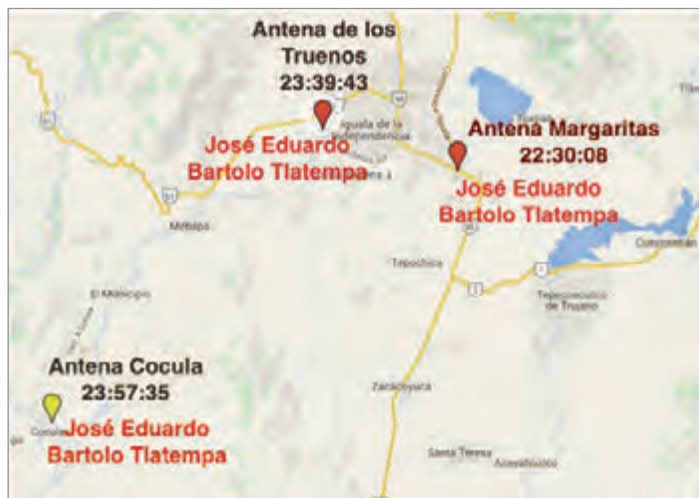 Antena de los
Truenos
23:39:43
José Eduardo
Bartolo Tlatempa
Iguala de la
Independencia
Tuxpan
Antena Margaritas
22:30:08
José Eduardo
Bartolo Tlatempa
Metlapa
Tepochica
Tepecoacuilco
de Trujano
El Municipio
Antena Cocula
23:57:35
José Eduardo
Bartolo Tlatempa
Cocula
Zacacoyuca
Santa Teresa